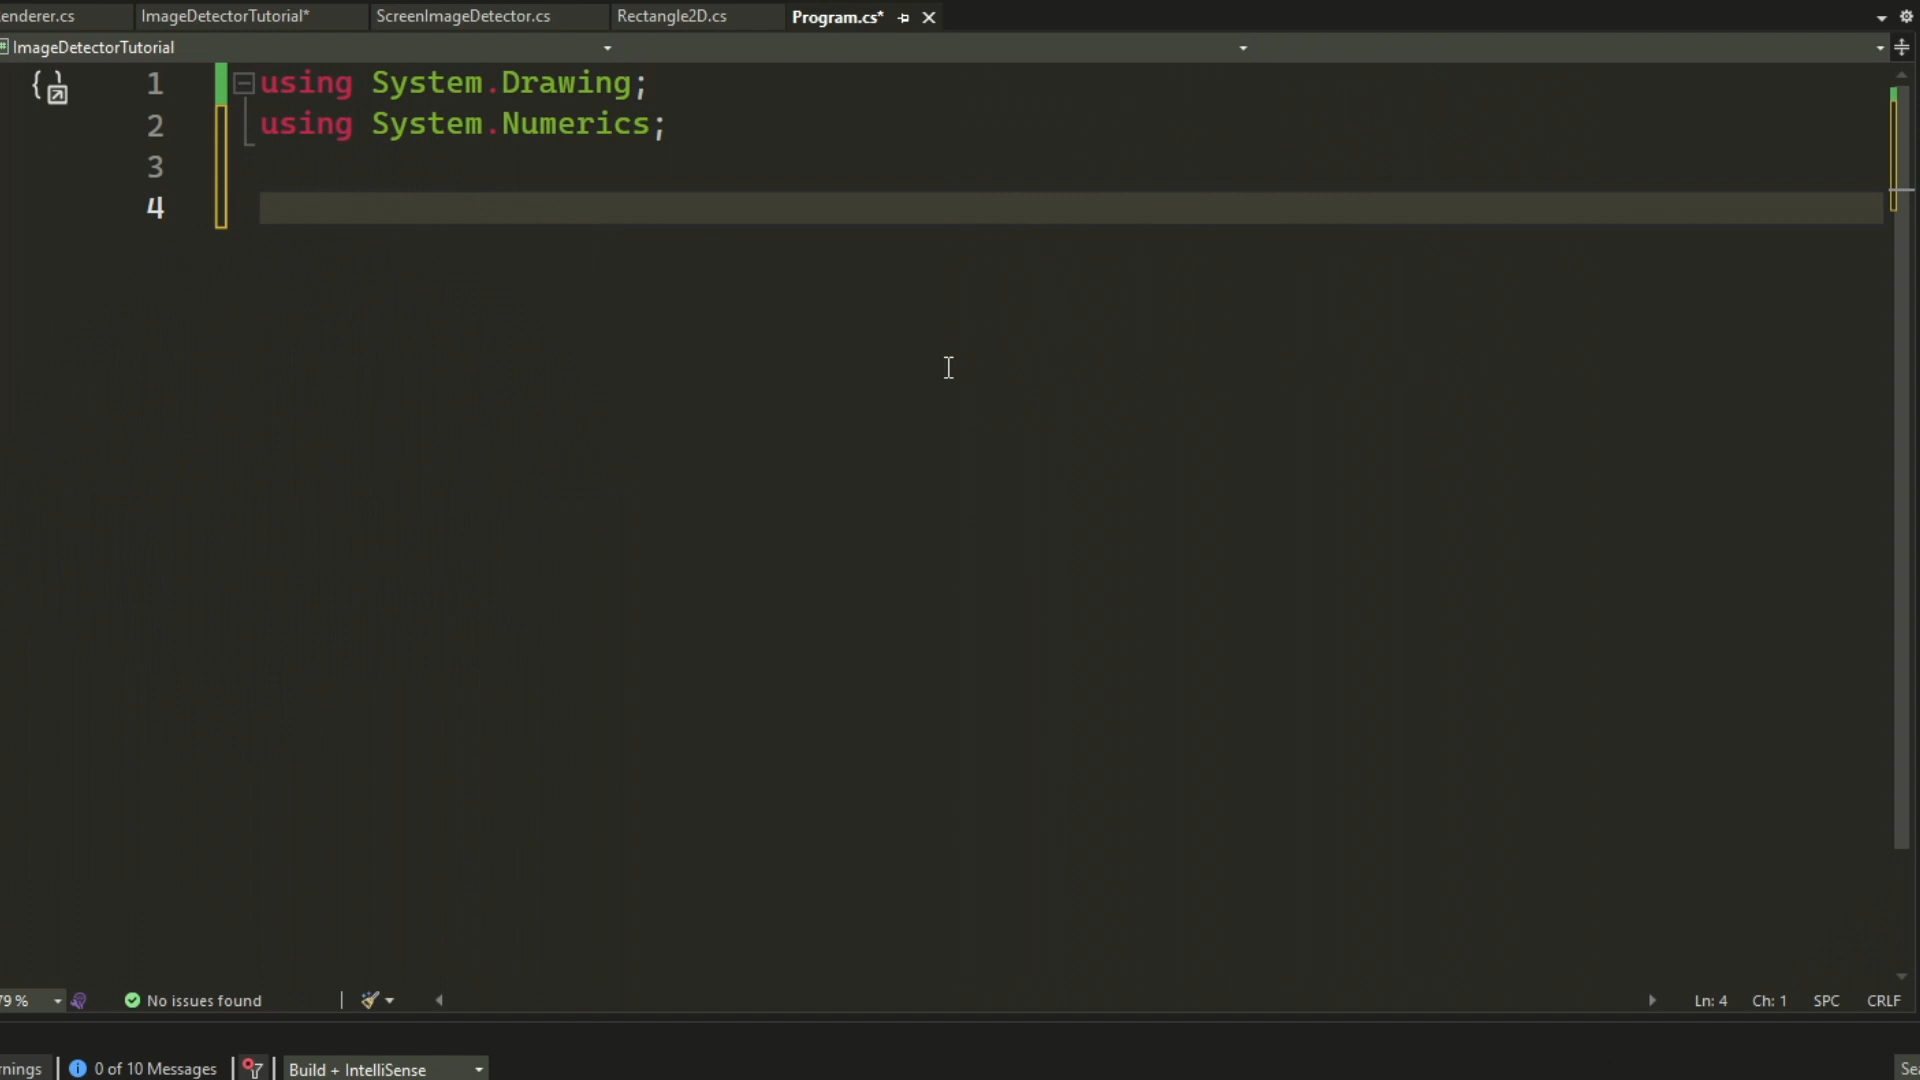 enderer.cs ImageDetectorTutorial* ScreenImageDetector.cs Rectangle2D.cs Program.cs*
ImageDetectorTutorial
1 using System.Drawing;
2 using System.Numerics;
3
4
79 % No issues found Ln: 4 Ch: 1 SPC CRLF
rnings 0 of 10 Messages Build + IntelliSense Sea